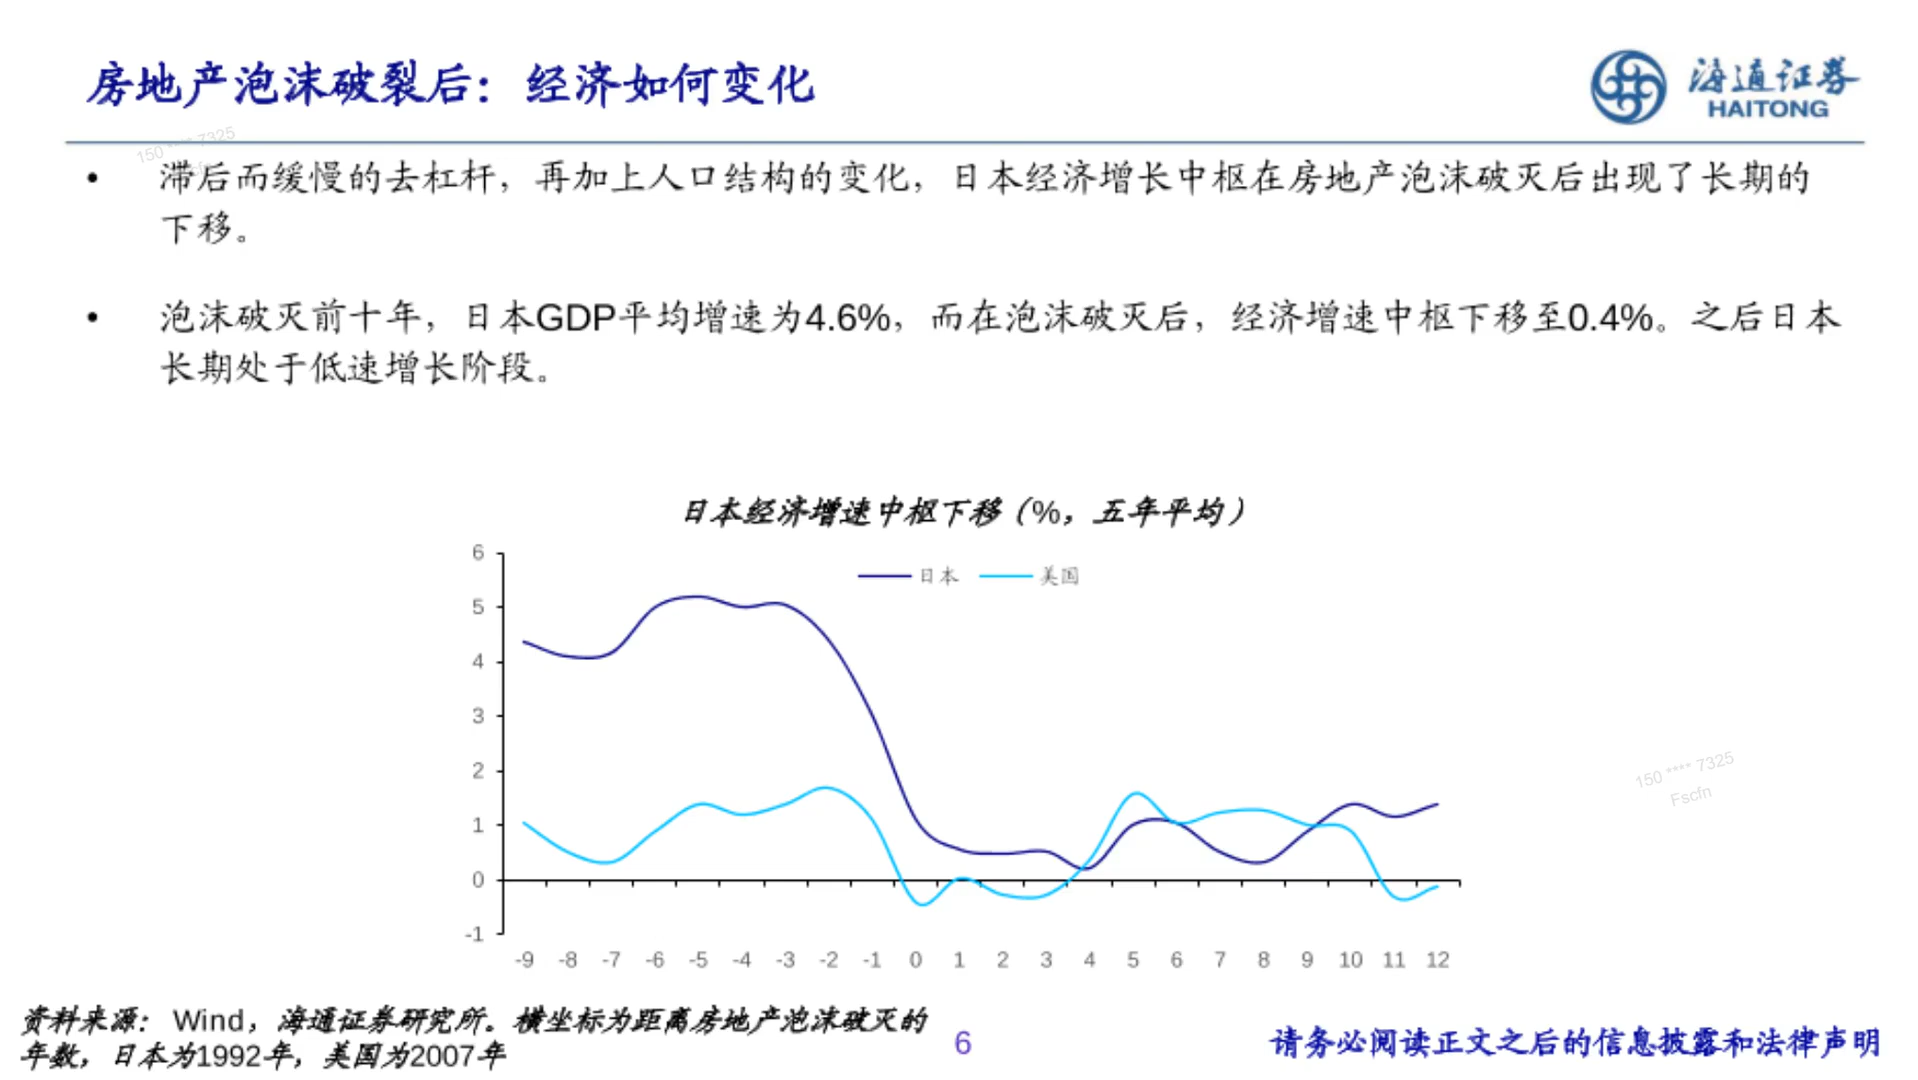 房地产泡沫破裂后：经济如何变化
海通证券
HAITONG
150 **** 7325
• 滞后而缓慢的去杠杆，再加上人口结构的变化，日本经济增长中枢在房地产泡沫破灭后出现了长期的
下移。
• 泡沫破灭前十年，日本GDP平均增速为4.6%，而在泡沫破灭后，经济增速中枢下移至0.4%。之后日本
长期处于低速增长阶段。
日本经济增速中枢下移（%，五年平均）
日本 美国
6
5
4
3
2
1
0
-1
-9 -8 -7 -6 -5 -4 -3 -2 -1 0 1 2 3 4 5 6 7 8 9 10 11 12
150 **** 7325
Fscfn
资料来源： Wind，海通证券研究所。横坐标为距离房地产泡沫破灭的
年数，日本为1992年，美国为2007年
6
请务必阅读正文之后的信息披露和法律声明